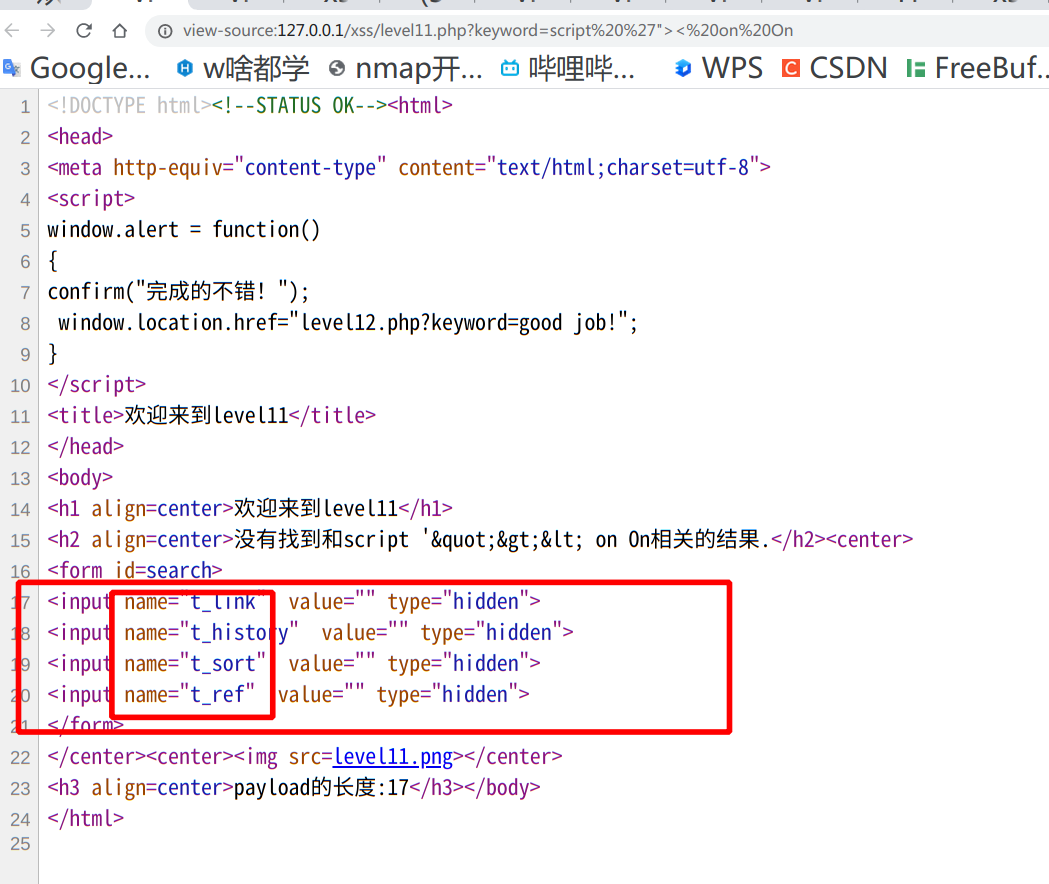 view-source:127.0.0.1/xss/level11.php?keyword=script%20%27"><%20on%20On
Google... w啥都学 nmap开... 哔哩哔... WPS CSDN FreeBuf...
1 <!DOCTYPE html><!--STATUS OK--><html>
2 <head>
3 <meta http-equiv="content-type" content="text/html;charset=utf-8">
4 <script>
5 window.alert = function()
6 {
7 confirm("完成的不错！");
8  window.location.href="level12.php?keyword=good job!";
9 }
10 </script>
11 <title>欢迎来到level11</title>
12 </head>
13 <body>
14 <h1 align=center>欢迎来到level11</h1>
15 <h2 align=center>没有找到和script '&quot;&gt;&lt; on On相关的结果.</h2><center>
16 <form id=search>
17 <input name="t_link"  value="" type="hidden">
18 <input name="t_history"  value="" type="hidden">
19 <input name="t_sort"  value="" type="hidden">
20 <input name="t_ref"  value="" type="hidden">
21 </form>
22 </center><center><img src=level11.png></center>
23 <h3 align=center>payload的长度:17</h3></body>
24 </html>
25